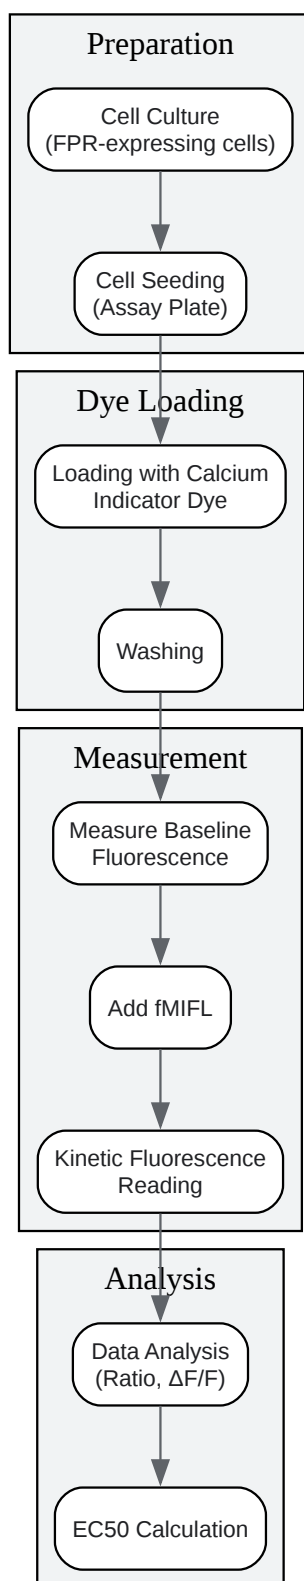 Preparation
Cell Culture
(FPR-expressing cells)
Cell Seeding
(Assay Plate)
Dye Loading
Loading with Calcium
Indicator Dye
Washing
Measurement
Measure Baseline
Fluorescence
Add fMIFL
Kinetic Fluorescence
Reading
Analysis
Data Analysis
(Ratio, ΔF/F)
EC50 Calculation